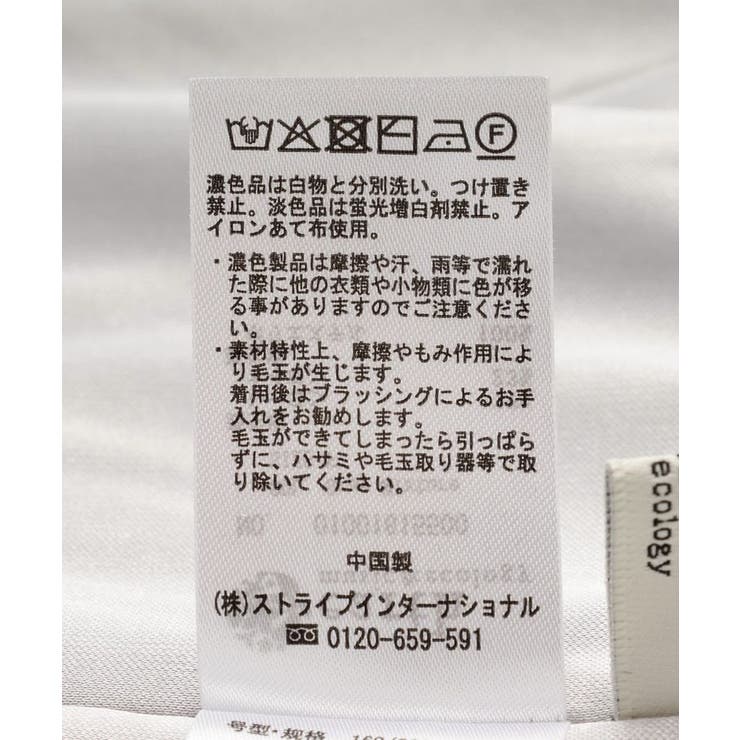 F
濃色品は白物と分別洗い。つけ置き
禁止。淡色品は蛍光増白剤禁止。ア
イロンあて布使用。
・濃色製品は摩擦や汗、雨等で濡れ
た際に他の衣類や小物類に色が移
る事がありますのでご注意くださ
い。
・素材特性上、摩擦やもみ作用によ
り毛玉が生じます。
着用後はブラッシングによるお手
入れをお勧めします。
毛玉ができてしまったら引っぱら
ずに、ハサミや毛玉取り器等で取
り除いてください。
NO. 01001815500
中国製
(株)ストライプインターナショナル
0120-659-591
ecology
号型・规格